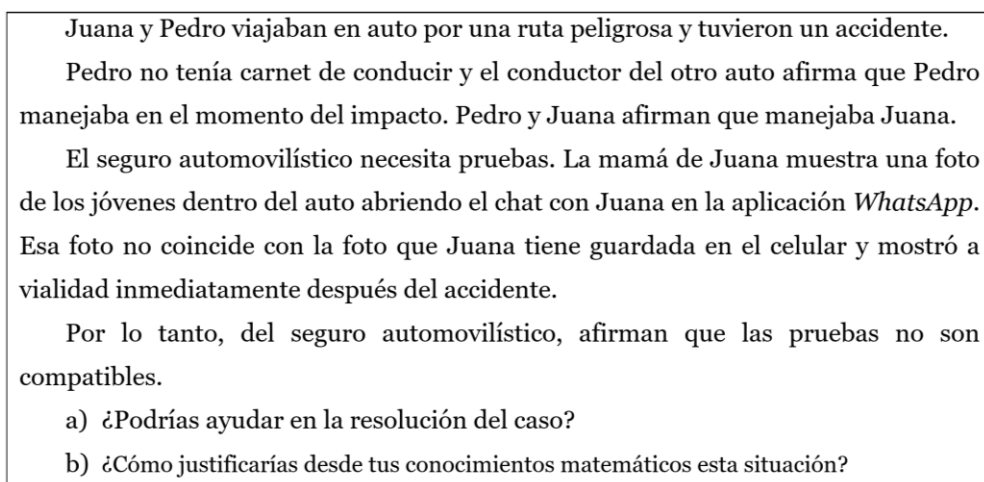 Juana y Pedro viajaban en auto por una ruta peligrosa y tuvieron un accidente.
Pedro no tenía carnet de conducir y el conductor del otro auto afirma que Pedro
manejaba en el momento del impacto. Pedro y Juana afirman que manejaba Juana.
El seguro automovilístico necesita pruebas. La mamá de Juana muestra una foto
de los jóvenes dentro del auto abriendo el chat con Juana en la aplicación WhatsApp.
Esa foto no coincide con la foto que Juana tiene guardada en el celular y mostró a
vialidad inmediatamente después del accidente.
Por lo tanto, del seguro automovilístico, afirman que las pruebas no son
compatibles.
a) ¿Podrías ayudar en la resolución del caso?
b) ¿Cómo justificarías desde tus conocimientos matemáticos esta situación?